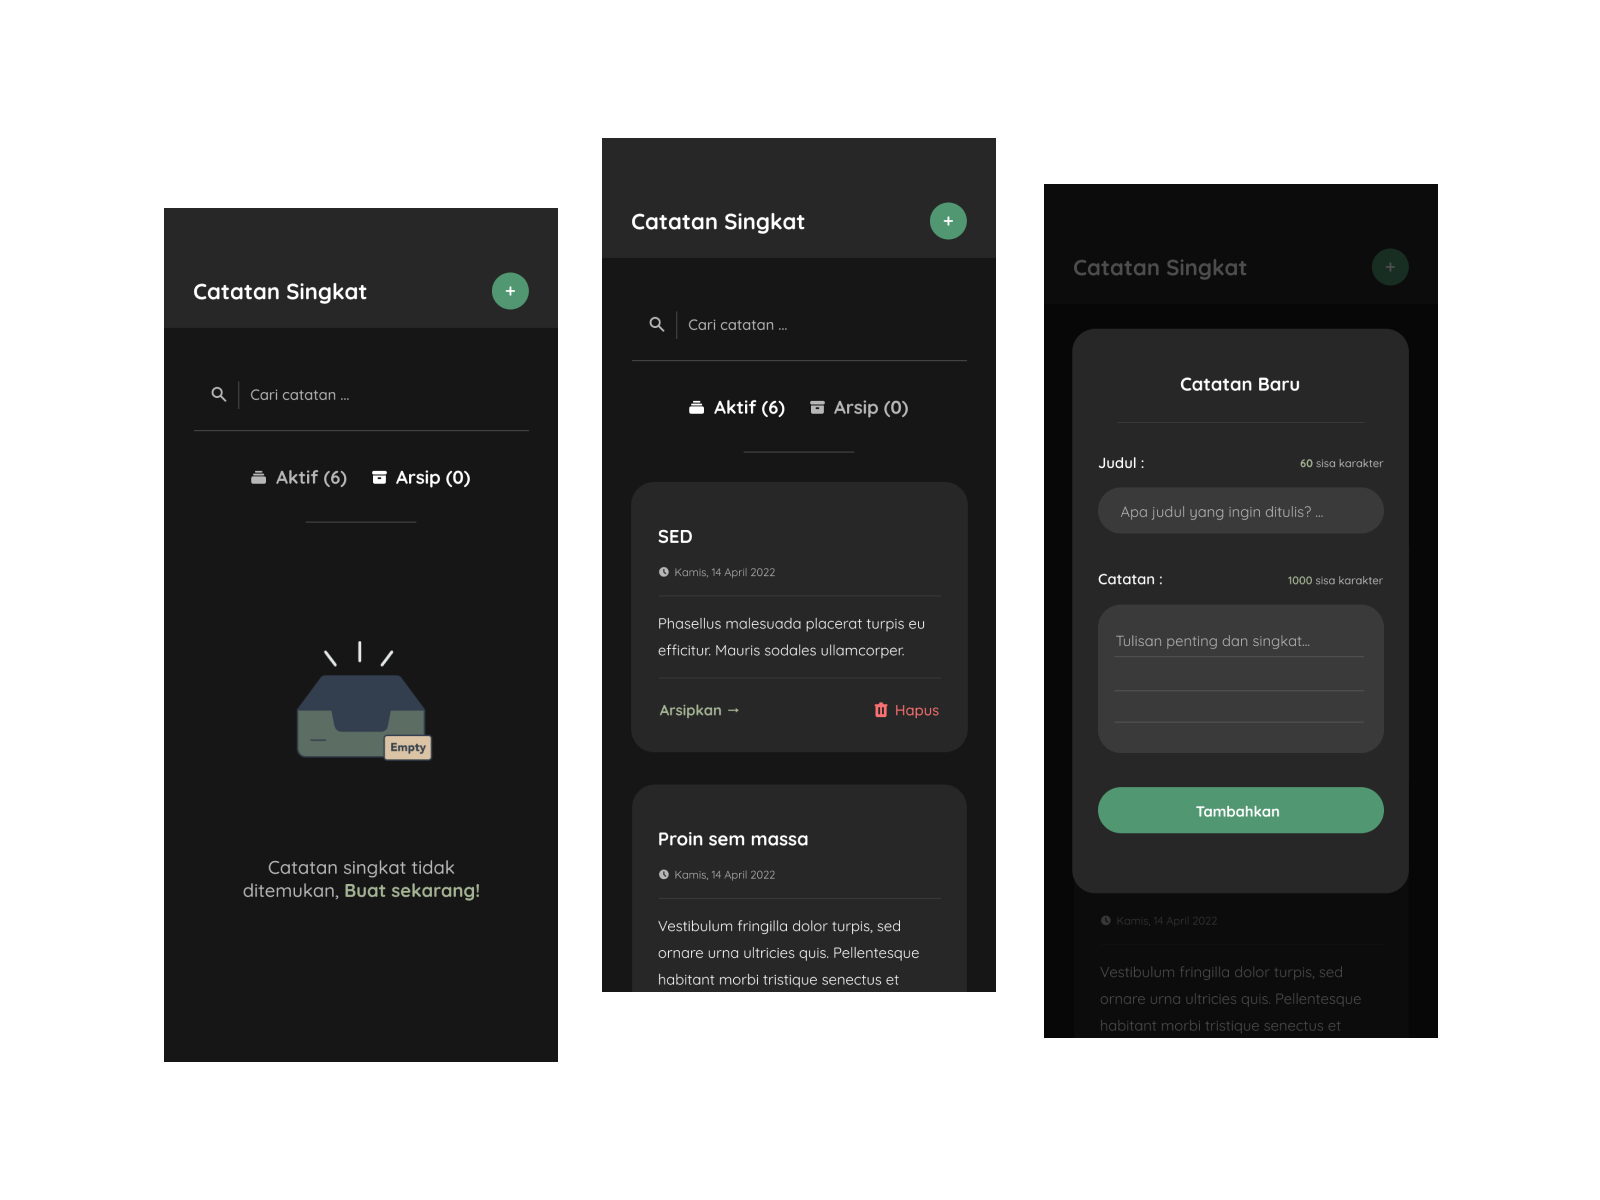 Catatan Singkat
+
Cari catatan ...
Aktif (6)
Arsip (0)
Empty
Catatan singkat tidak
ditemukan, Buat sekarang!
Catatan Singkat
+
Cari catatan ...
Aktif (6)
Arsip (0)
SED
Kamis, 14 April 2022
Phasellus malesuada placerat turpis eu
efficitur. Mauris sodales ullamcorper.
Arsipkan →
Hapus
Proin sem massa
Kamis, 14 April 2022
Vestibulum fringilla dolor turpis, sed
ornare urna ultricies quis. Pellentesque
habitant morbi tristique senectus et
Catatan Singkat
+
Catatan Baru
Judul :
60 sisa karakter
Apa judul yang ingin ditulis? ...
Catatan :
1000 sisa karakter
Tulisan penting dan singkat...
Tambahkan
Kamis, 14 April 2022
Vestibulum fringilla dolor turpis, sed
ornare urna ultricies quis. Pellentesque
habitant morbi tristique senectus et